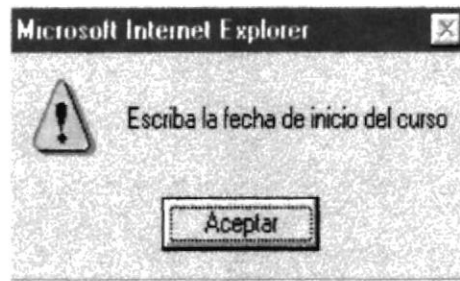 Microsoft Internet Explorer
Escriba la fecha de inicio del curso
Aceptar